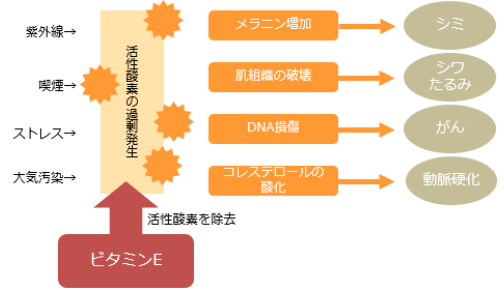 紫外線→
喫煙→
ストレス→
大気汚染→
活性酸素の過剰発生
メラニン増加
シミ
肌組織の破壊
シワ
たるみ
DNA損傷
がん
コレステロールの
酸化
動脈硬化
活性酸素を除去
ビタミンE